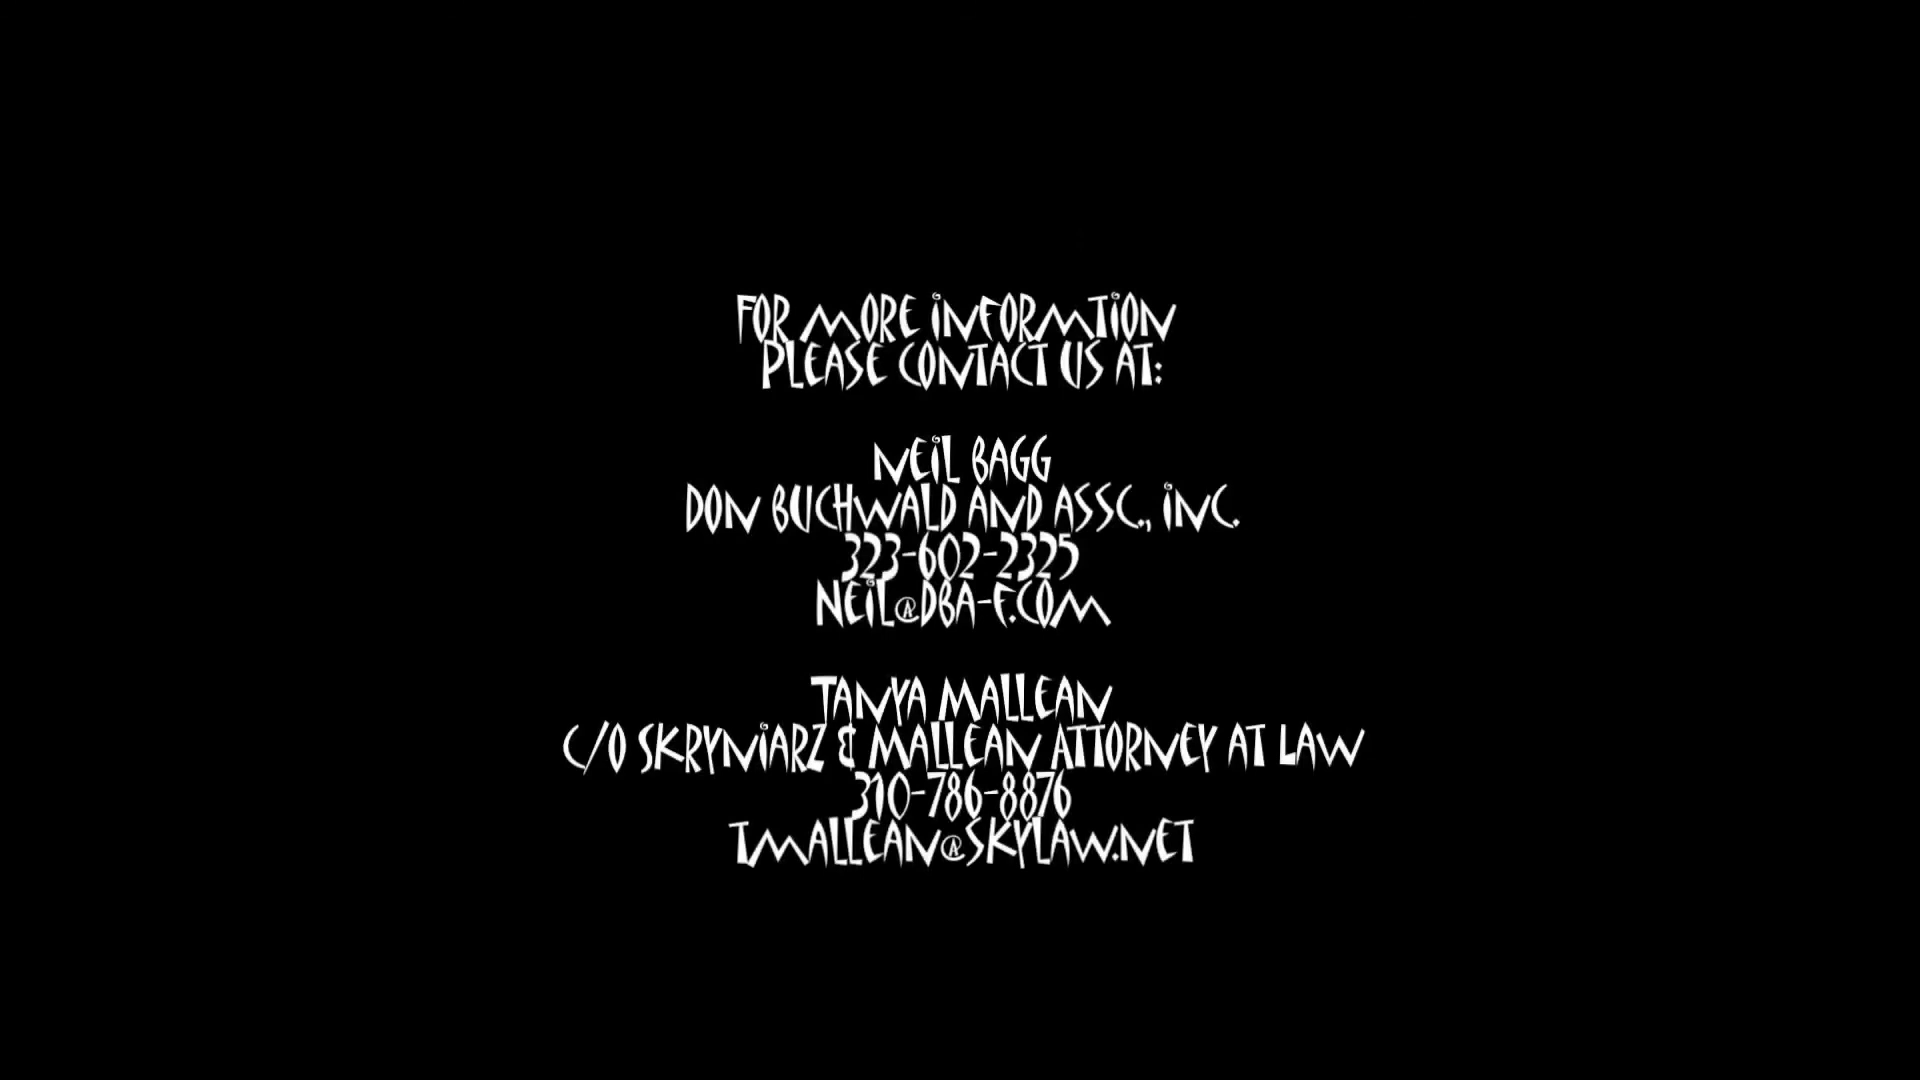 FOR MORE INFORMTION
PLEASE CONTACT US AT:
NEIL BAGG
DON BUCHWALD AND ASSC., INC.
323-602-2325
NEIL@DBA-F.COM
TANYA MALLEAN
C/O SKRYNIARZ & MALLEAN ATTORNEY AT LAW
310-786-8876
TMALLEAN@SKYLAW.NET